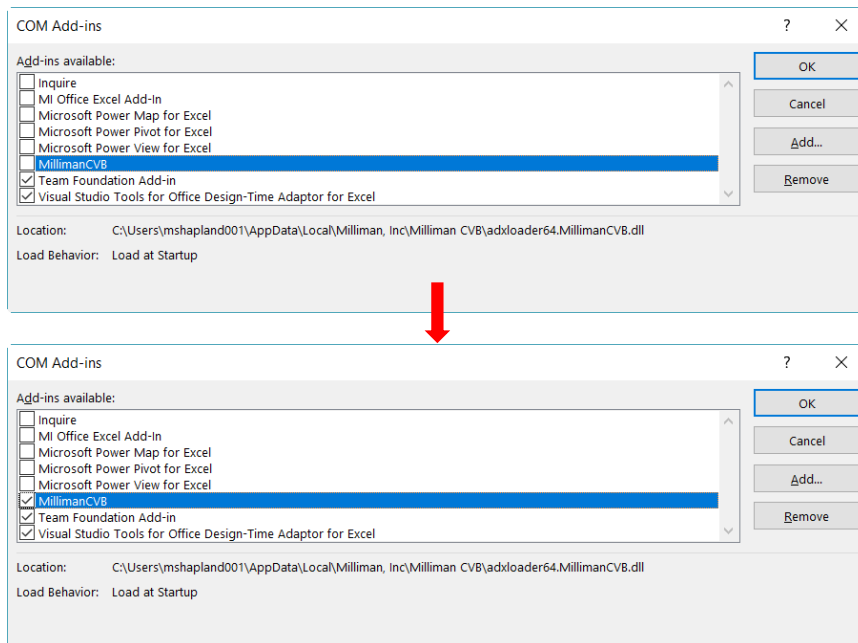 COM Add-ins ?
Add-ins available:
Inquire
MI Office Excel Add-In
Microsoft Power Map for Excel
Microsoft Power Pivot for Excel
Microsoft Power View for Excel
MillimanCVB
Team Foundation Add-in
Visual Studio Tools for Office Design-Time Adaptor for Excel
OK
Cancel
Add...
Remove
Location: C:\Users\mshapland001\AppData\Local\Milliman, Inc\Milliman CVB\adxloader64.MillimanCVB.dll
Load Behavior: Load at Startup
COM Add-ins ?
Add-ins available:
Inquire
MI Office Excel Add-In
Microsoft Power Map for Excel
Microsoft Power Pivot for Excel
Microsoft Power View for Excel
MillimanCVB
Team Foundation Add-in
Visual Studio Tools for Office Design-Time Adaptor for Excel
OK
Cancel
Add...
Remove
Location: C:\Users\mshapland001\AppData\Local\Milliman, Inc\Milliman CVB\adxloader64.MillimanCVB.dll
Load Behavior: Load at Startup